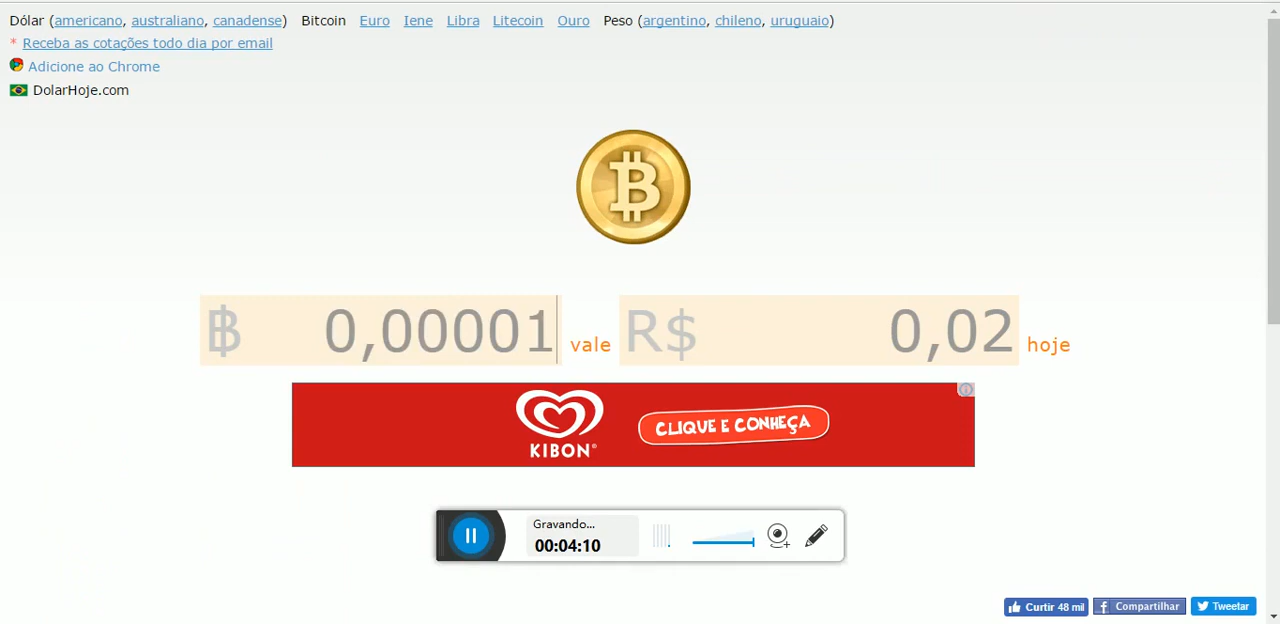 Dólar (americano, australiano, canadense) Bitcoin Euro Iene Libra Litecoin Ouro Peso (argentino, chileno, uruguaio)
* Receba as cotações todo dia por email
Adicione ao Chrome
DolarHoje.com
฿ 0,00001 vale R$ 0,02 hoje
KIBON® CLIQUE E CONHEÇA
Gravando...
00:04:10
Curtir 48 mil Compartilhar Tweetar